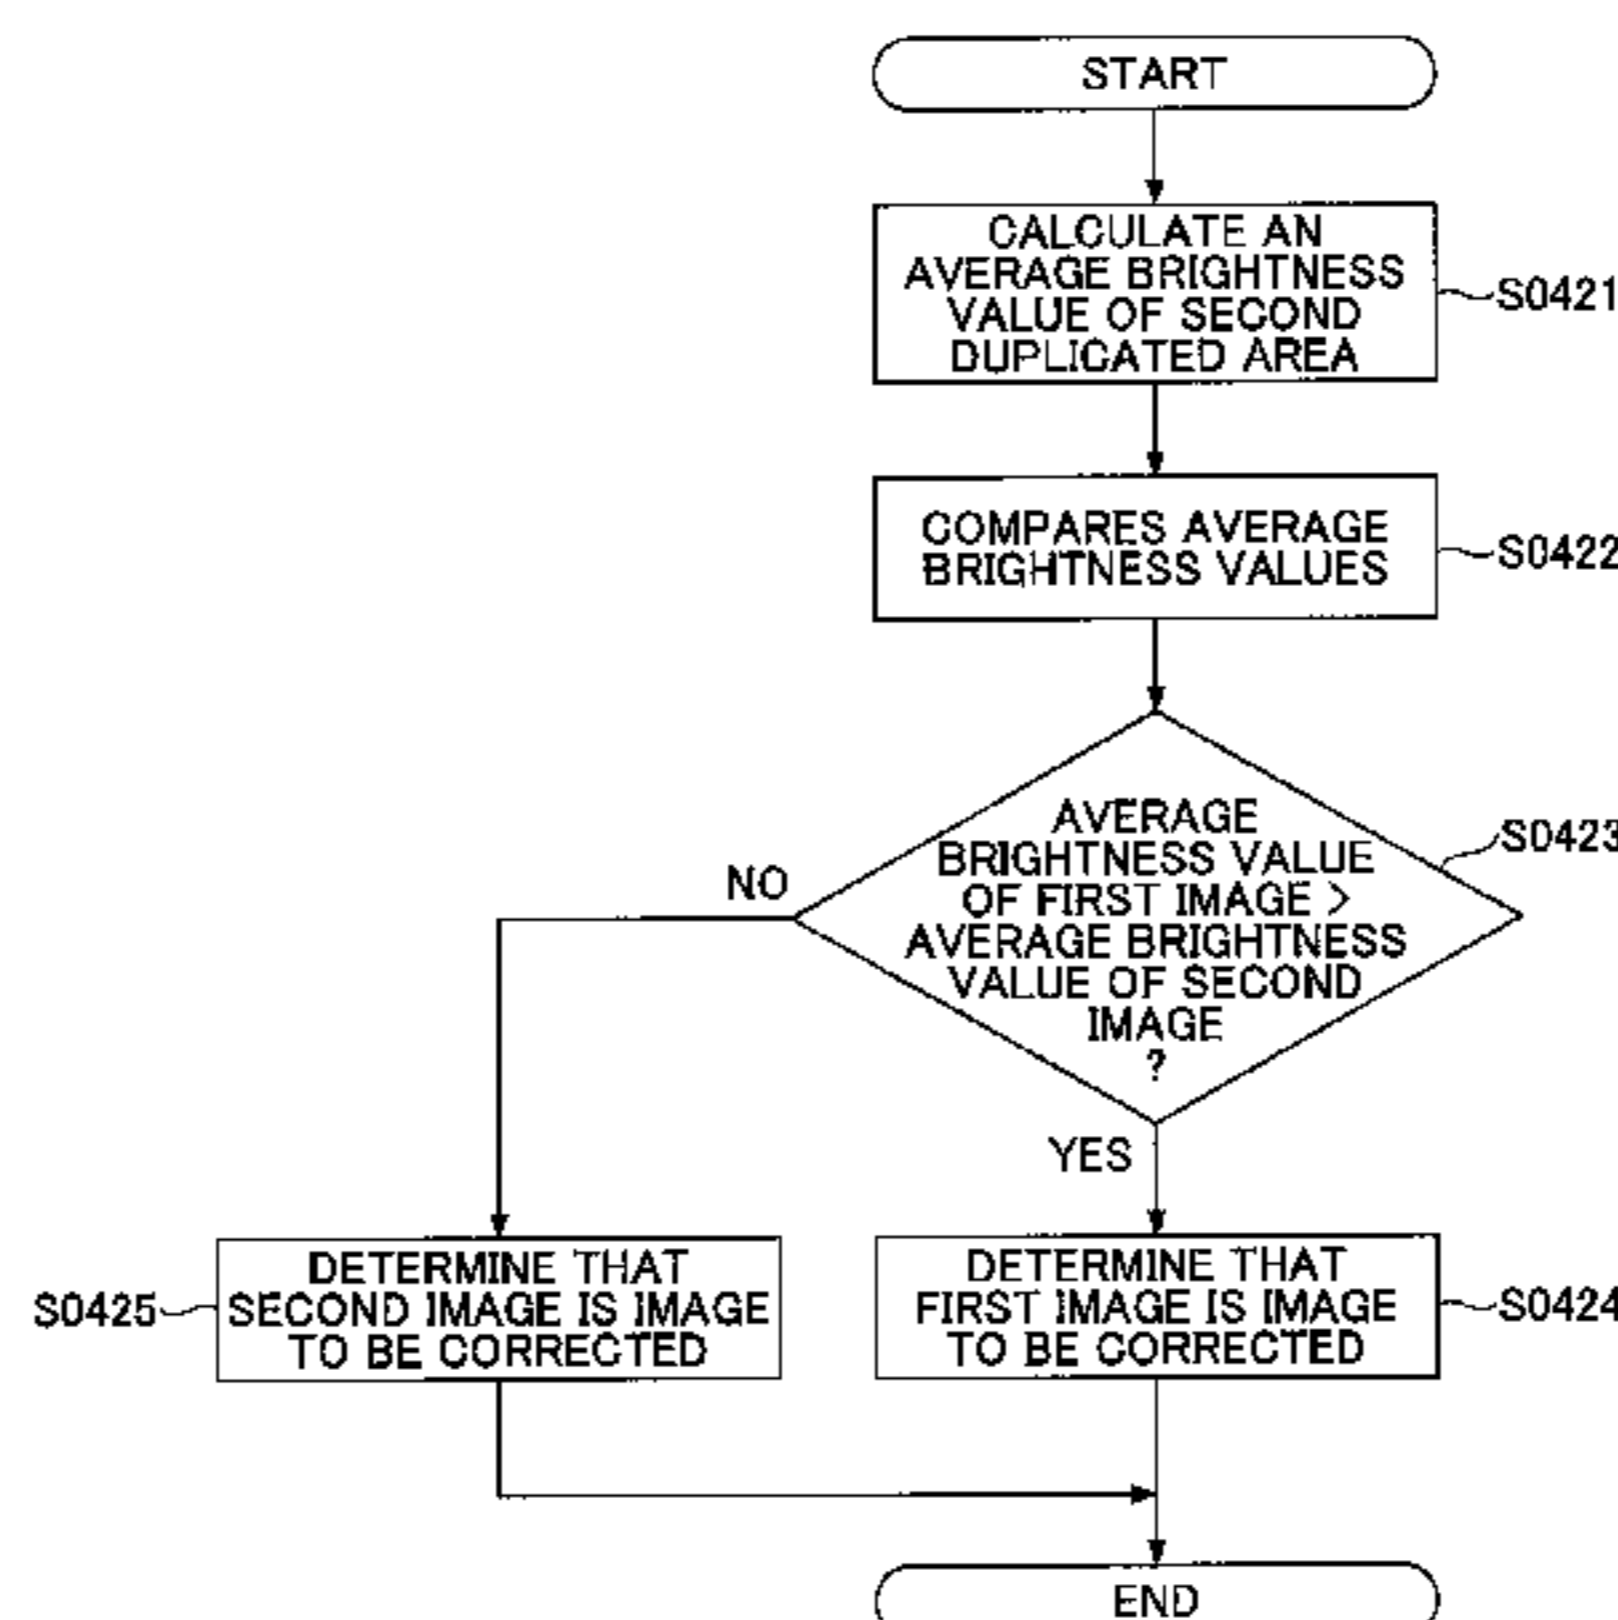 START
CALCULATE AN
AVERAGE BRIGHTNESS
VALUE OF SECOND
DUPLICATED AREA
S0421
COMPARES AVERAGE
BRIGHTNESS VALUES
S0422
AVERAGE
BRIGHTNESS VALUE
OF FIRST IMAGE >
AVERAGE BRIGHTNESS
VALUE OF SECOND
IMAGE
?
S0423
NO
YES
DETERMINE THAT
SECOND IMAGE IS IMAGE
TO BE CORRECTED
S0425
DETERMINE THAT
FIRST IMAGE IS IMAGE
TO BE CORRECTED
S0424
END